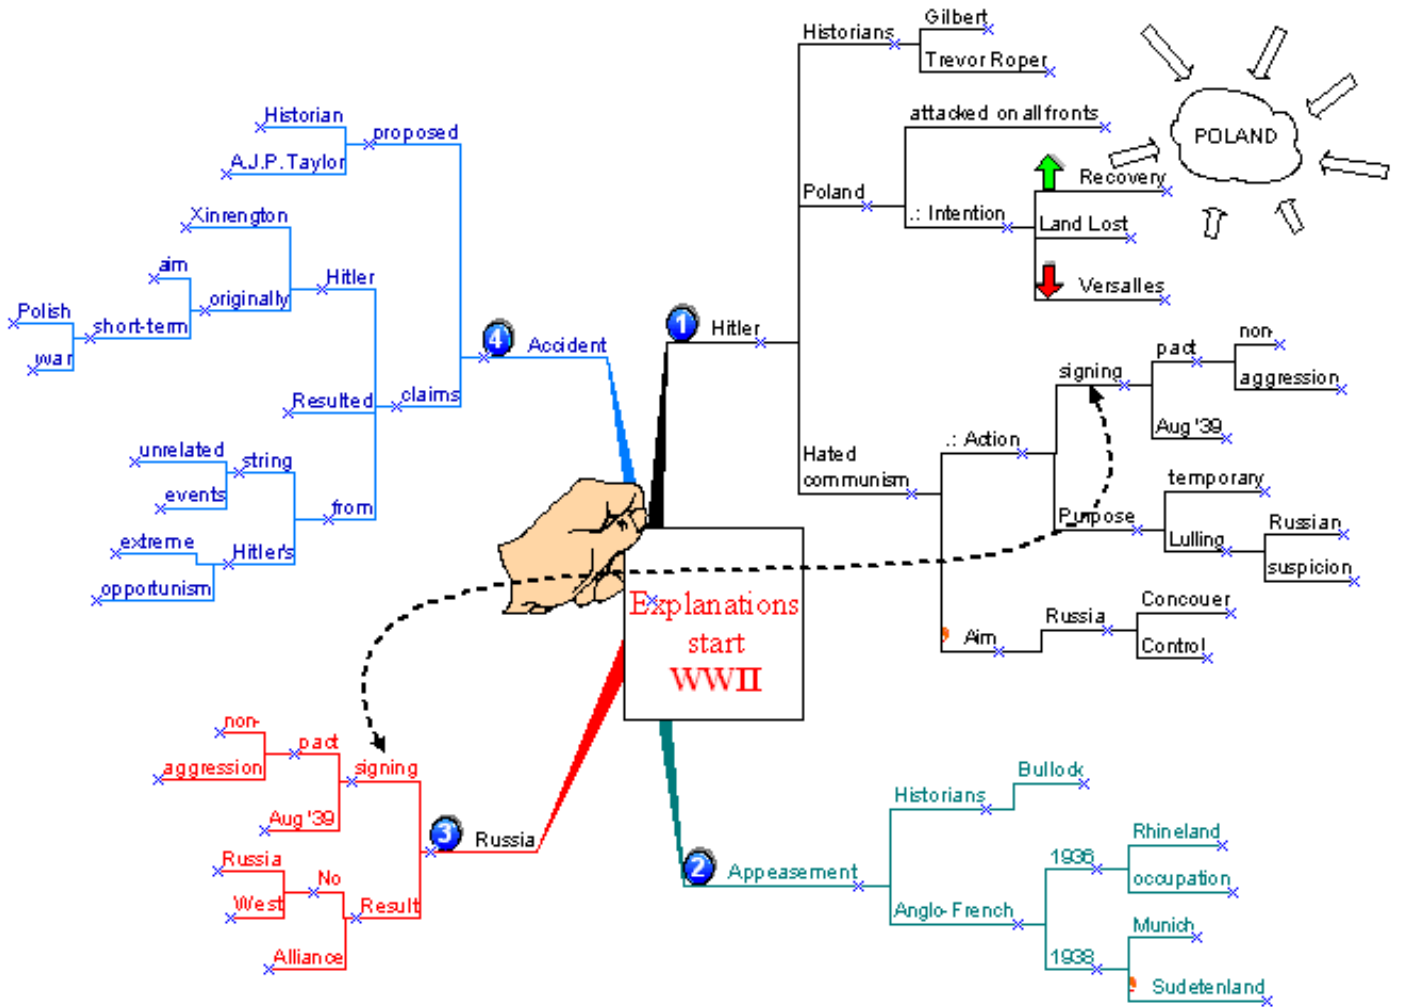 Explanations
start
WWII
1
Hitler
Historians
Gilbert
Trevor Roper
Poland
attacked on all fronts
.: Intention
Recovery
Land Lost
Versalles
POLAND
Hated
communism
.: Action
signing
pact
non-
aggression
Aug '39
Purpose
temporary
Lulling
Russian
suspicion
Aim
Russia
Concouer
Control
2
Appeasement
Historians
Bullock
Anglo-French
1936
Rhineland
occupation
1938
Munich
Sudetenland
3
Russia
signing
pact
non-
aggression
Aug '39
Result
No
Russia
West
Alliance
4
Accident
proposed
Historian
A.J.P. Taylor
claims
Hitler
Xinrengton
originally
aim
short-term
Polish
war
Resulted
from
string
unrelated
events
Hitler's
extreme
opportunism